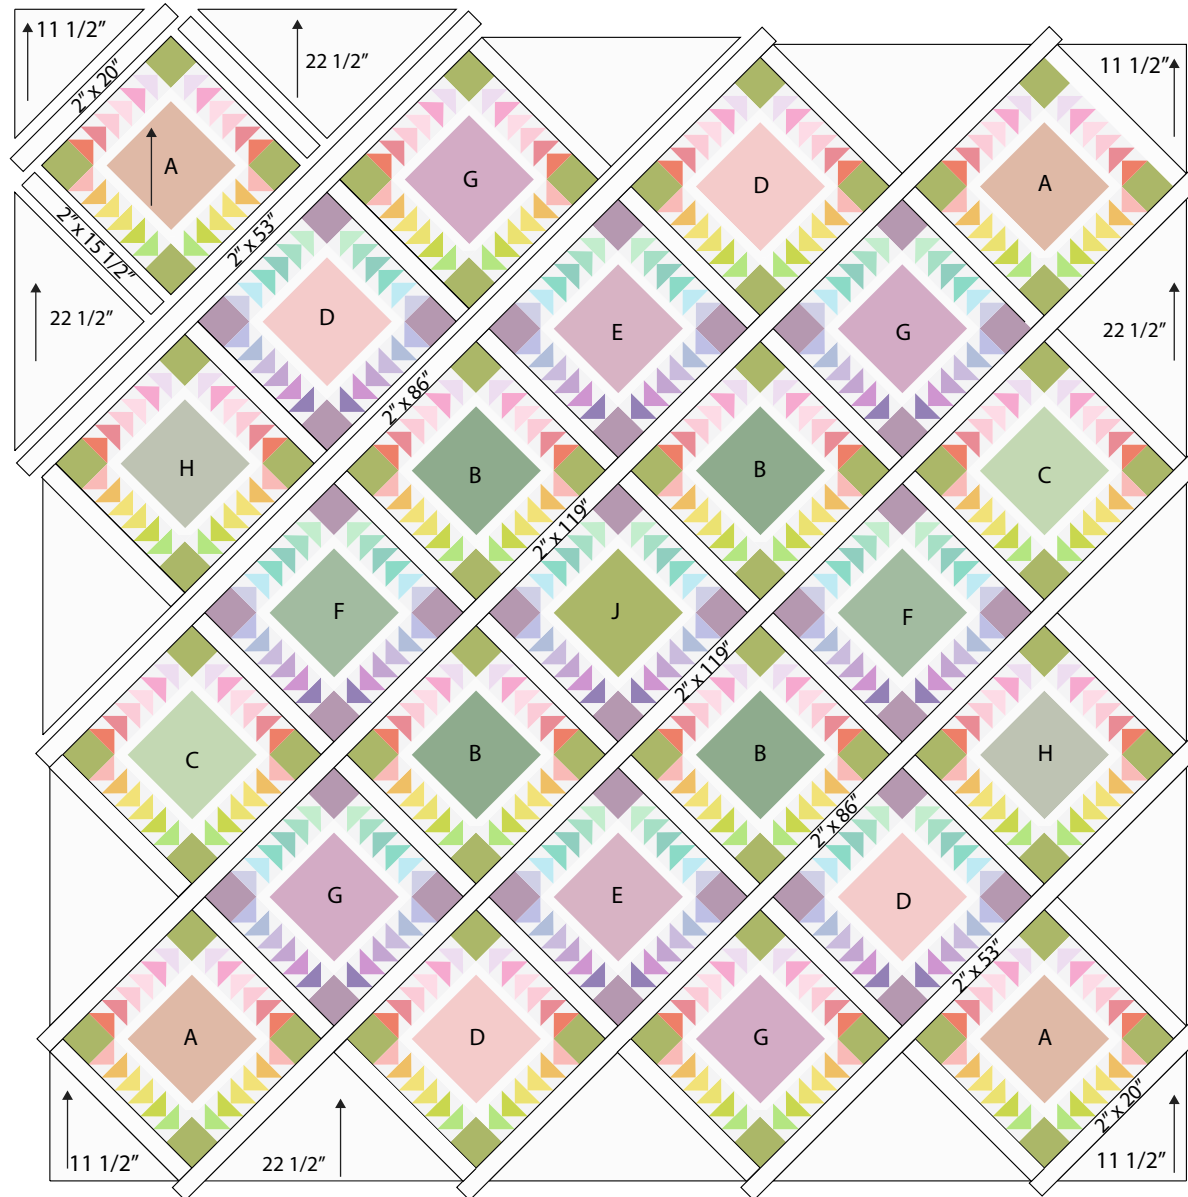 11 1/2”
22 1/2”
2” x 20”
11 1/2”
A
G
D
A
2” x 15 1/2”
2” x 53”
22 1/2”
D
E
G
22 1/2”
2” x 86”
H
B
B
C
2” x 119”
F
J
F
2” x 119”
C
B
B
H
2” x 86”
G
E
D
2” x 53”
A
D
G
A
2” x 20”
11 1/2”
22 1/2”
11 1/2”